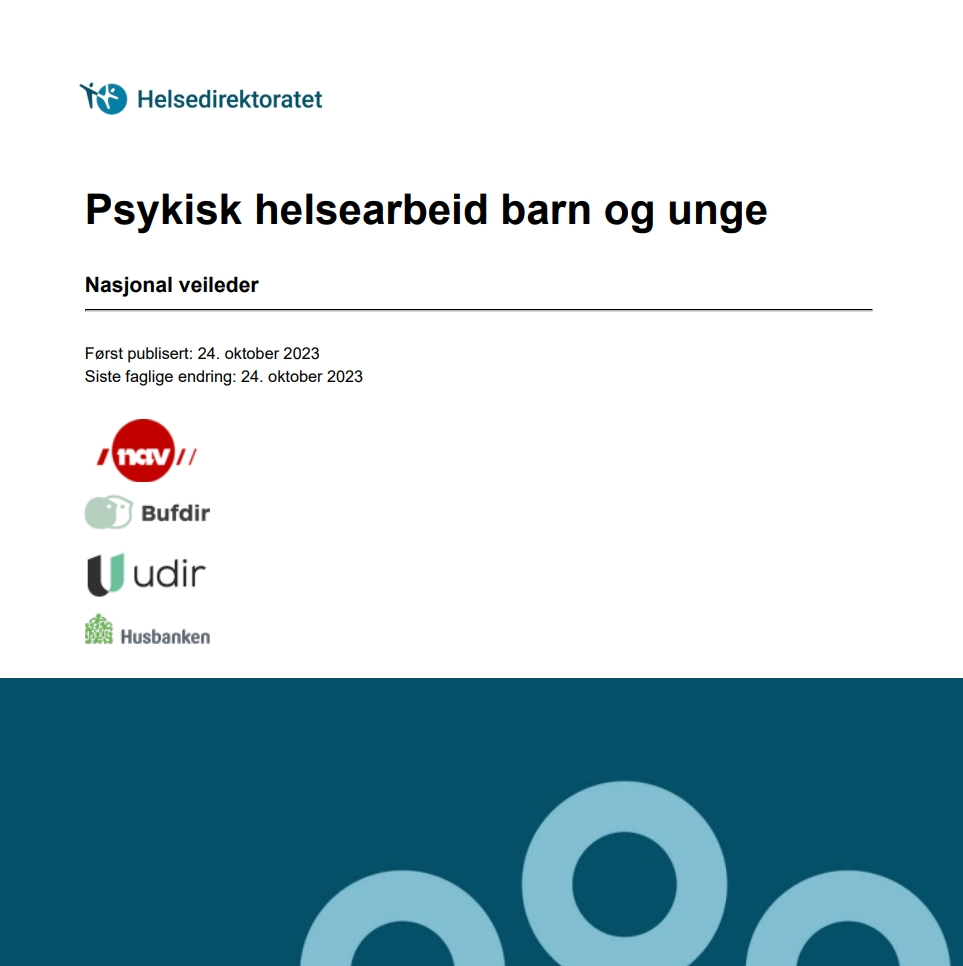 Helsedirektoratet
Psykisk helsearbeid barn og unge
Nasjonal veileder
Først publisert: 24. oktober 2023
Siste faglige endring: 24. oktober 2023
nav
Bufdir
udir
Husbanken